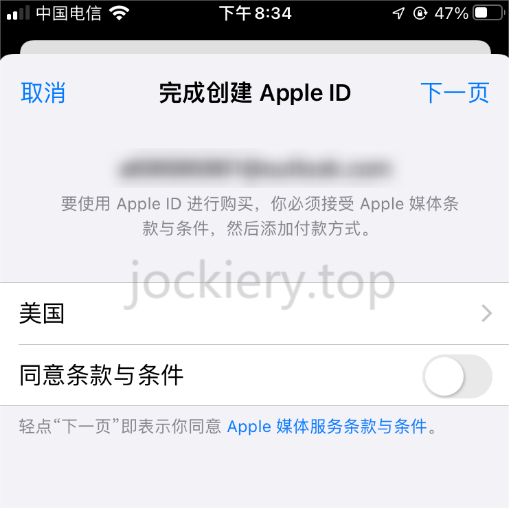 中国电信 下午8:34 47%
取消 完成创建 Apple ID 下一页
要使用 Apple ID 进行购买，你必须接受 Apple 媒体条
款与条件，然后添加付款方式。
jockiery.top
美国
同意条款与条件
轻点“下一页”即表示你同意 Apple 媒体服务条款与条件。